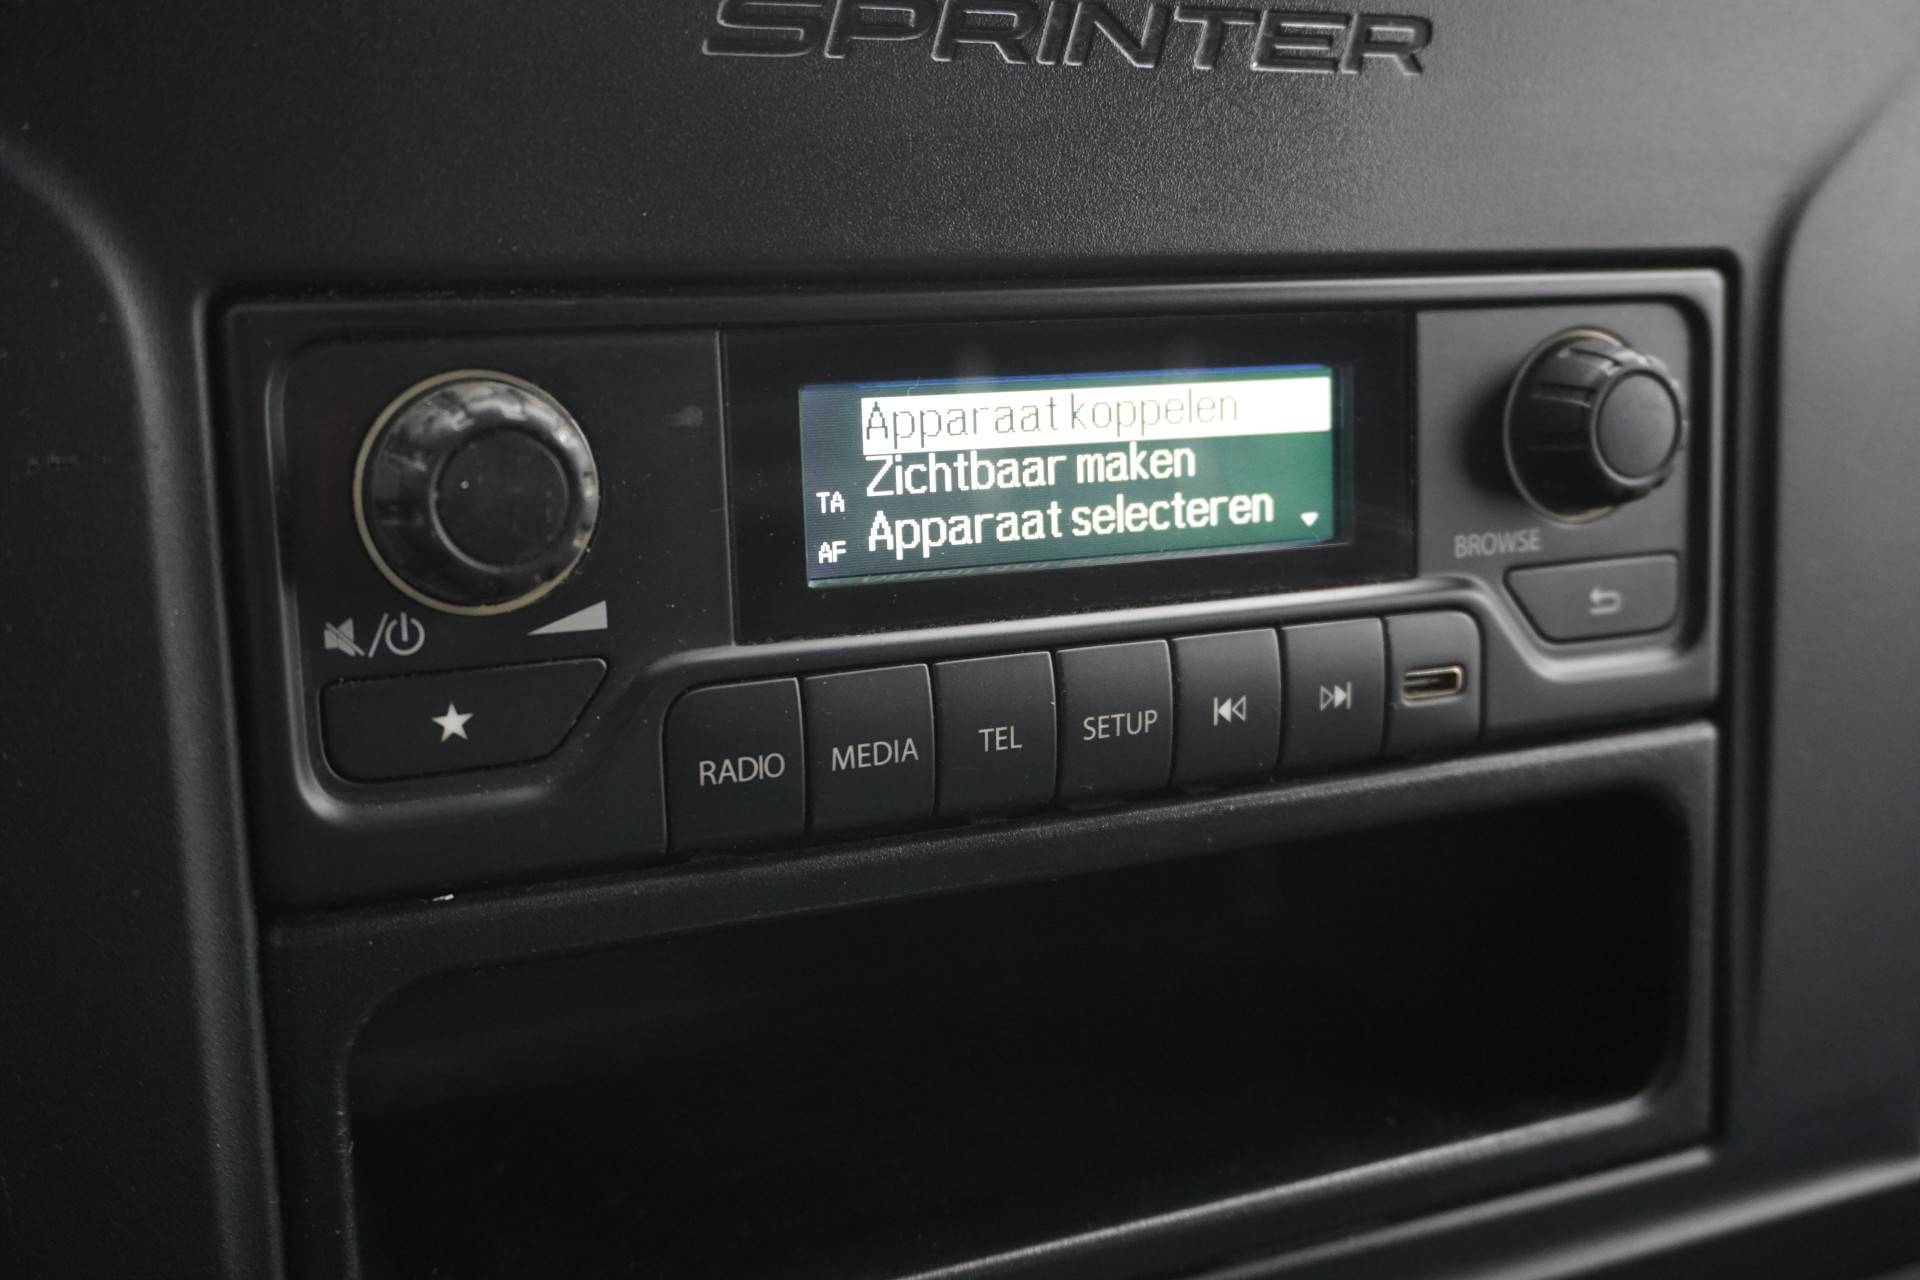 SPRINTER
Apparaat koppelen
Zichtbaar maken
TA
Apparaat selecteren
AF
BROWSE
RADIO
MEDIA
TEL
SETUP